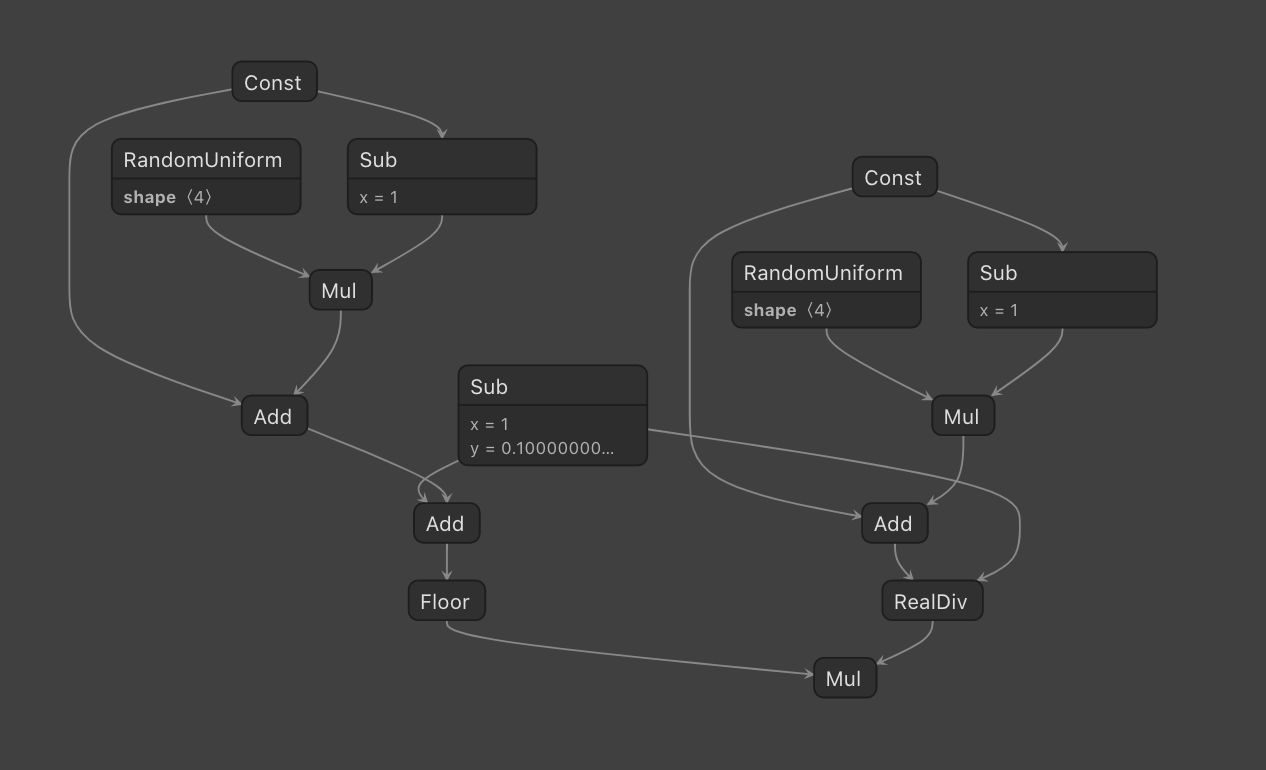 Const
RandomUniform
shape ⟨4⟩
Sub
x = 1
Mul
Add
Sub
x = 1
y = 0.10000000…
Add
Floor
Const
RandomUniform
shape ⟨4⟩
Sub
x = 1
Mul
Add
RealDiv
Mul